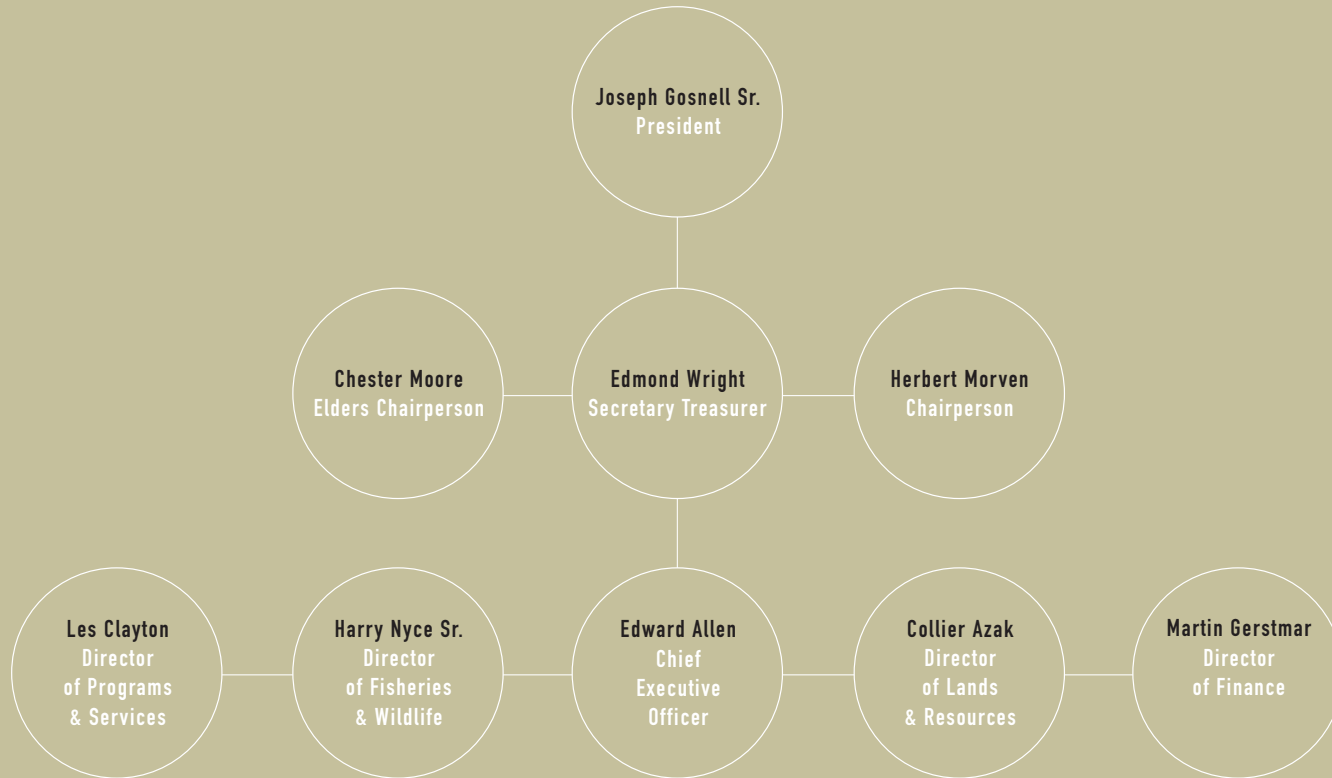 Joseph Gosnell Sr.
President
Chester Moore
Elders Chairperson
Edmond Wright
Secretary Treasurer
Herbert Morven
Chairperson
Les Clayton
Director
of Programs
& Services
Harry Nyce Sr.
Director
of Fisheries
& Wildlife
Edward Allen
Chief
Executive
Officer
Collier Azak
Director
of Lands
& Resources
Martin Gerstmar
Director
of Finance